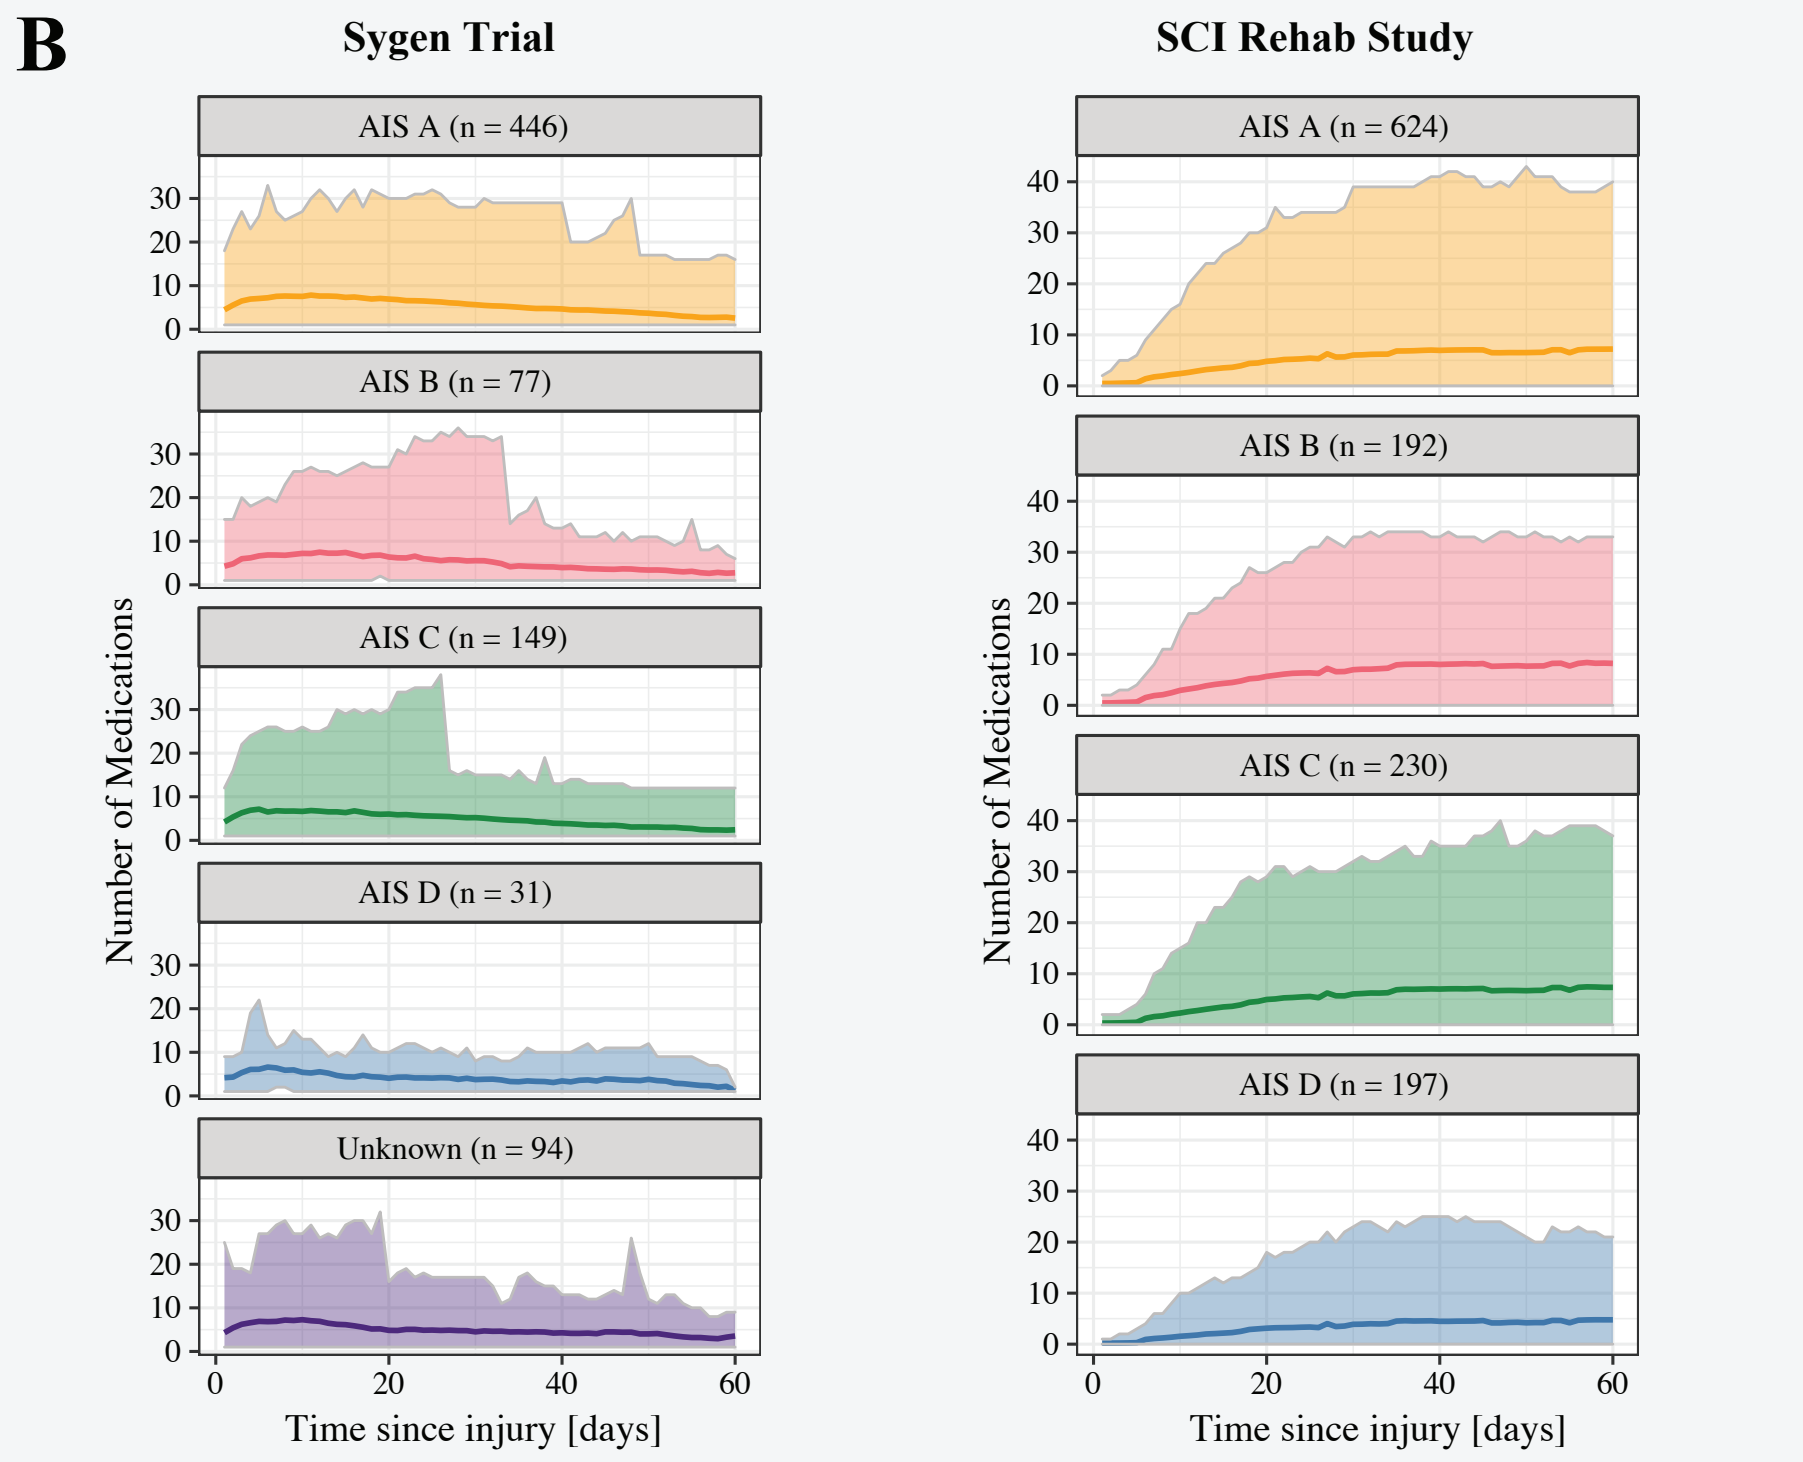 B
Sygen Trial
AIS A (n = 446)
30
20
10
0
AIS B (n = 77)
30
20
10
0
AIS C (n = 149)
30
20
10
0
AIS D (n = 31)
30
20
10
0
Unknown (n = 94)
30
20
10
0
0 20 40 60
Number of Medications
Time since injury [days]
SCI Rehab Study
AIS A (n = 624)
40
30
20
10
0
AIS B (n = 192)
40
30
20
10
0
AIS C (n = 230)
40
30
20
10
0
AIS D (n = 197)
40
30
20
10
0
0 20 40 60
Number of Medications
Time since injury [days]